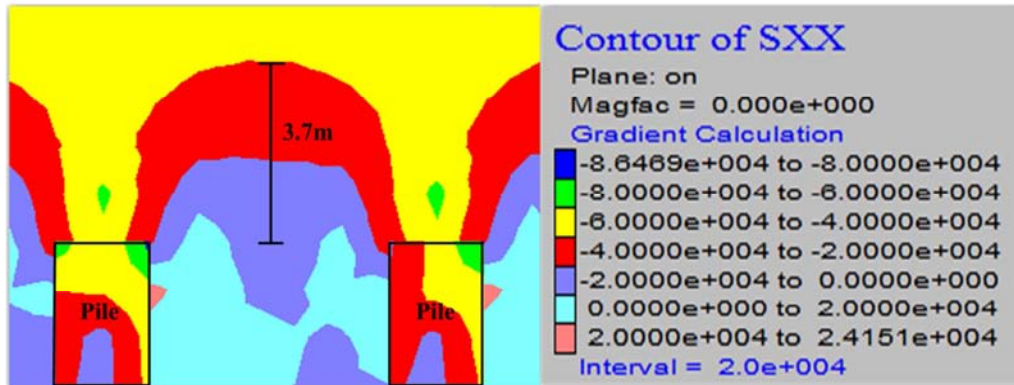 3.7m
Pile
Pile
Contour of SXX
Plane: on
Magfac = 0.000e+000
Gradient Calculation
-8.6469e+004 to -8.0000e+004
-8.0000e+004 to -6.0000e+004
-6.0000e+004 to -4.0000e+004
-4.0000e+004 to -2.0000e+004
-2.0000e+004 to 0.0000e+000
0.0000e+000 to 2.0000e+004
2.0000e+004 to 2.4151e+004
Interval = 2.0e+004